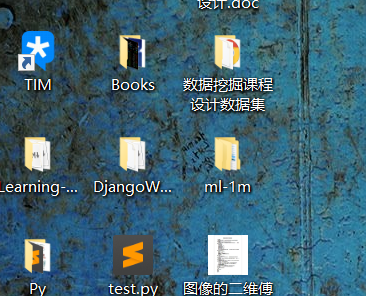 设计.doc
TIM
Books
数据挖掘课程
设计数据集
Learning-...
DjangoW...
ml-1m
Py
test.py
图像的二维傅